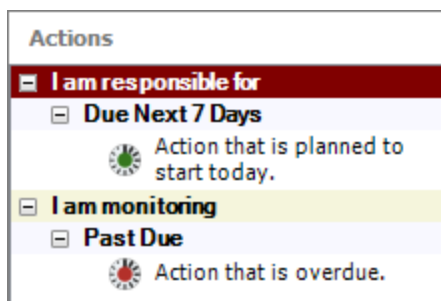 Actions
I am responsible for
Due Next 7 Days
Action that is planned to
start today.
I am monitoring
Past Due
Action that is overdue.